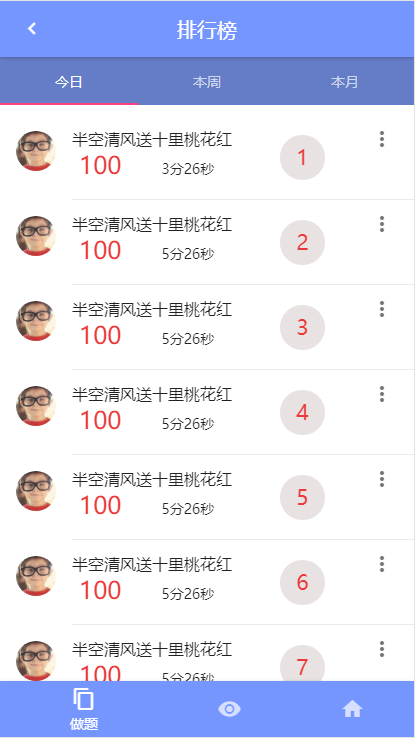 排行榜
今日 本周 本月
半空清风送十里桃花红
100 3分26秒 1
半空清风送十里桃花红
100 5分26秒 2
半空清风送十里桃花红
100 5分26秒 3
半空清风送十里桃花红
100 5分26秒 4
半空清风送十里桃花红
100 5分26秒 5
半空清风送十里桃花红
100 5分26秒 6
半空清风送十里桃花红
100 5分26秒 7
做题